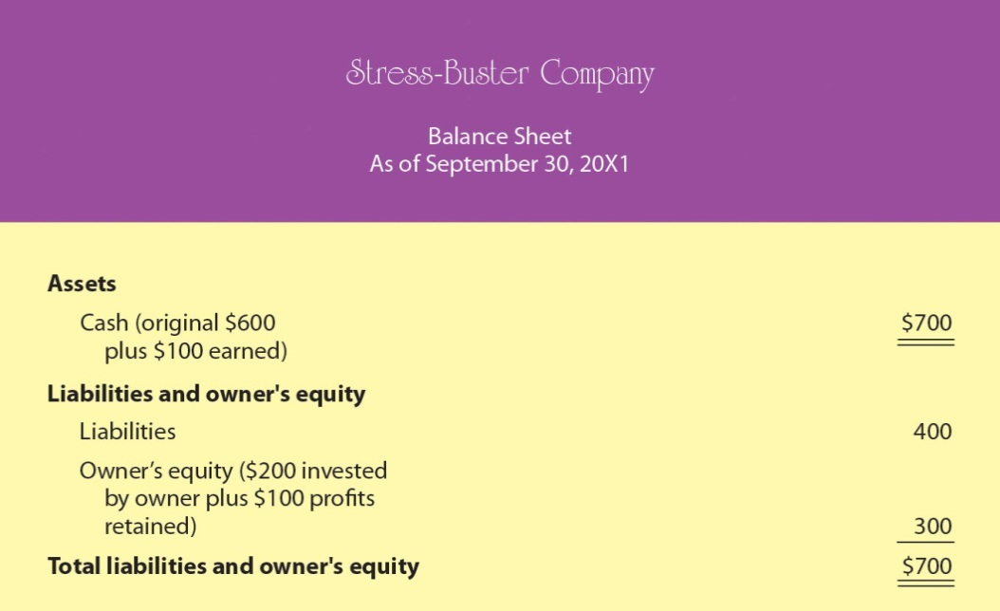 Stress-Buster Company
Balance Sheet
As of September 30, 20X1
Assets
Cash (original $600 $700
plus $100 earned)
Liabilities and owner's equity
Liabilities 400
Owner’s equity ($200 invested
by owner plus $100 profits
retained) 300
Total liabilities and owner's equity $700